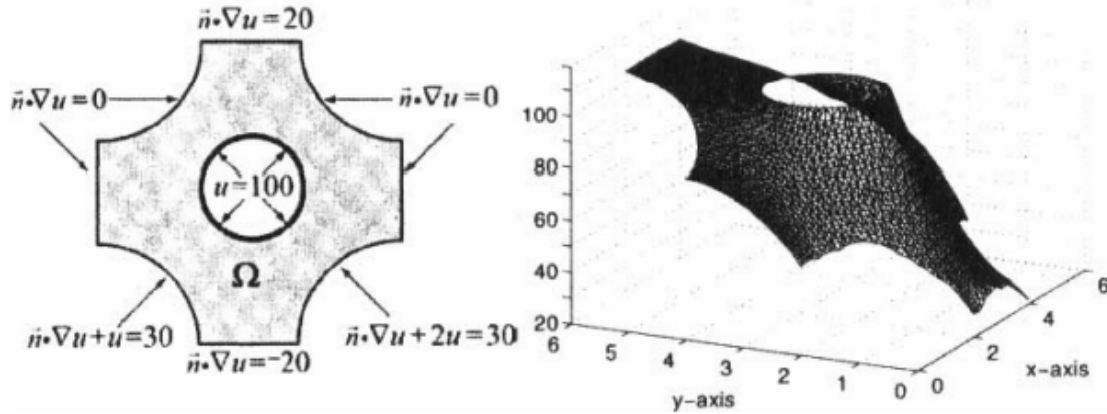 n⃗•∇u=20
n⃗•∇u=0
n⃗•∇u=0
u=100
Ω
n⃗•∇u+u=30
n⃗•∇u+2u=30
n⃗•∇u=-20
100
80
60
40
20
6
5
4
3
2
1
0
y-axis
0
2
4
6
x-axis